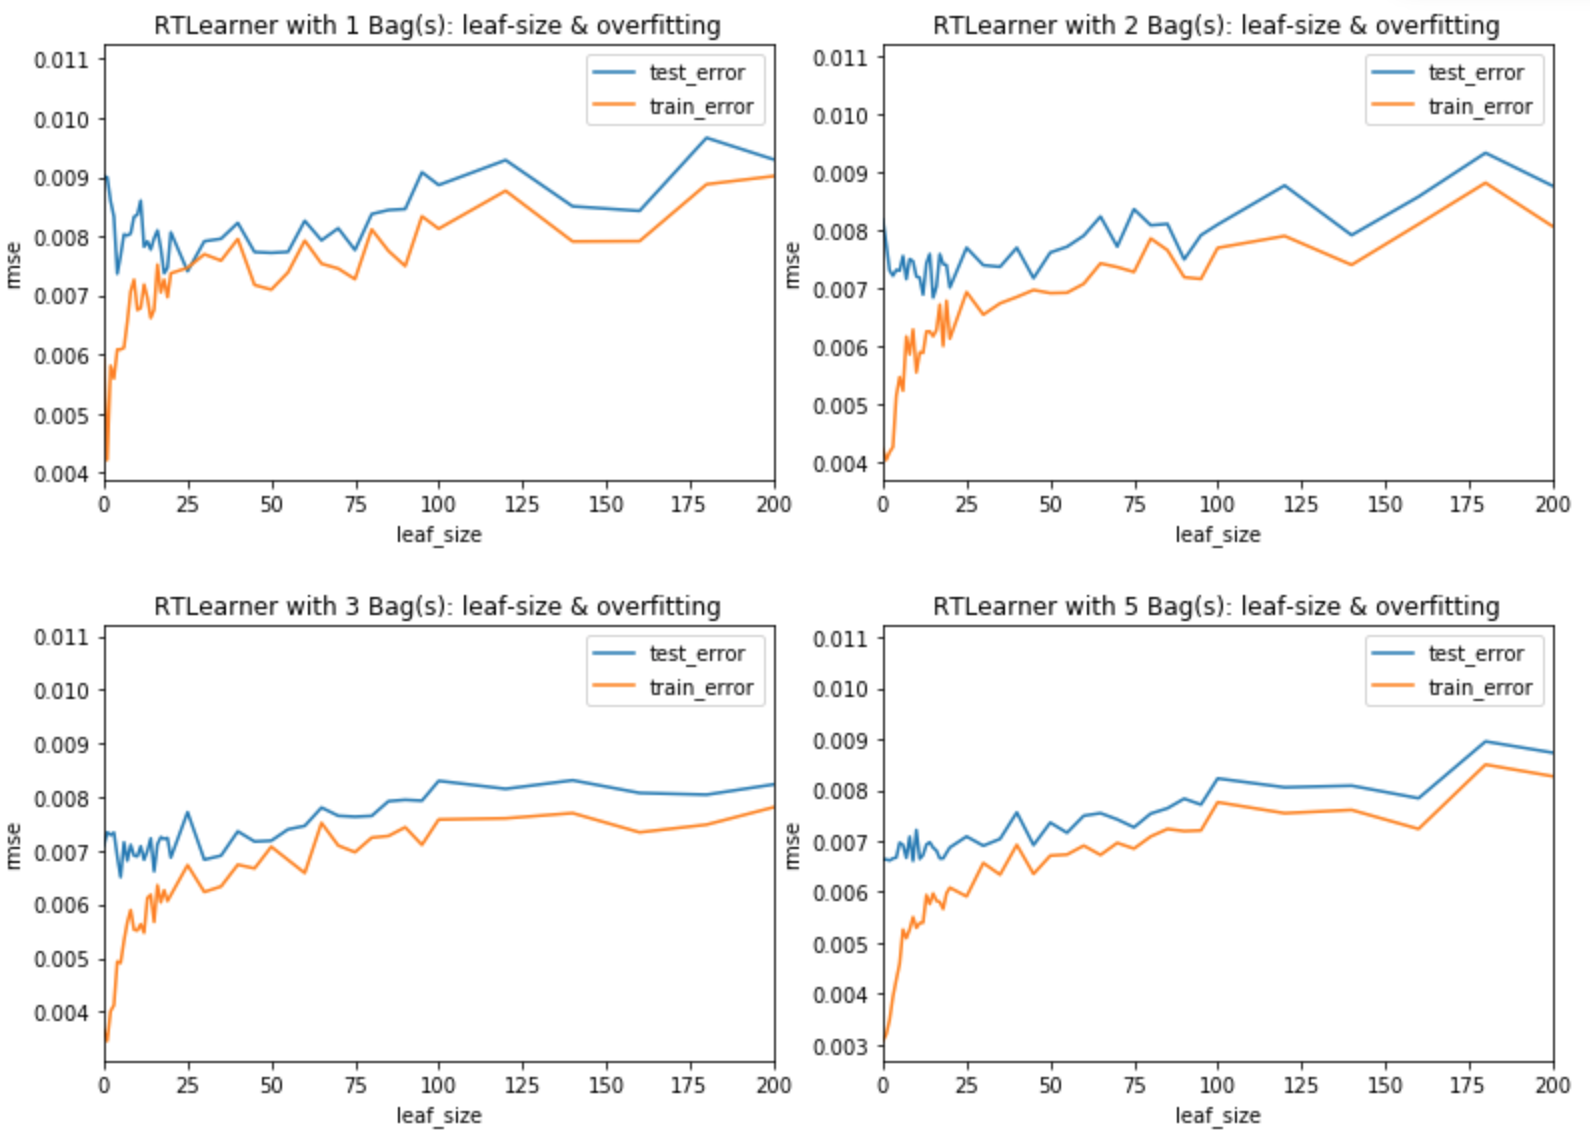 RTLearner with 1 Bag(s): leaf-size & overfitting
0.011
0.010
0.009
0.008
0.007
0.006
0.005
0.004
rmse
test_error
train_error
0 25 50 75 100 125 150 175 200
leaf_size
RTLearner with 2 Bag(s): leaf-size & overfitting
0.011
0.010
0.009
0.008
0.007
0.006
0.005
0.004
rmse
test_error
train_error
0 25 50 75 100 125 150 175 200
leaf_size
RTLearner with 3 Bag(s): leaf-size & overfitting
0.011
0.010
0.009
0.008
0.007
0.006
0.005
0.004
rmse
test_error
train_error
0 25 50 75 100 125 150 175 200
leaf_size
RTLearner with 5 Bag(s): leaf-size & overfitting
0.011
0.010
0.009
0.008
0.007
0.006
0.005
0.004
0.003
rmse
test_error
train_error
0 25 50 75 100 125 150 175 200
leaf_size